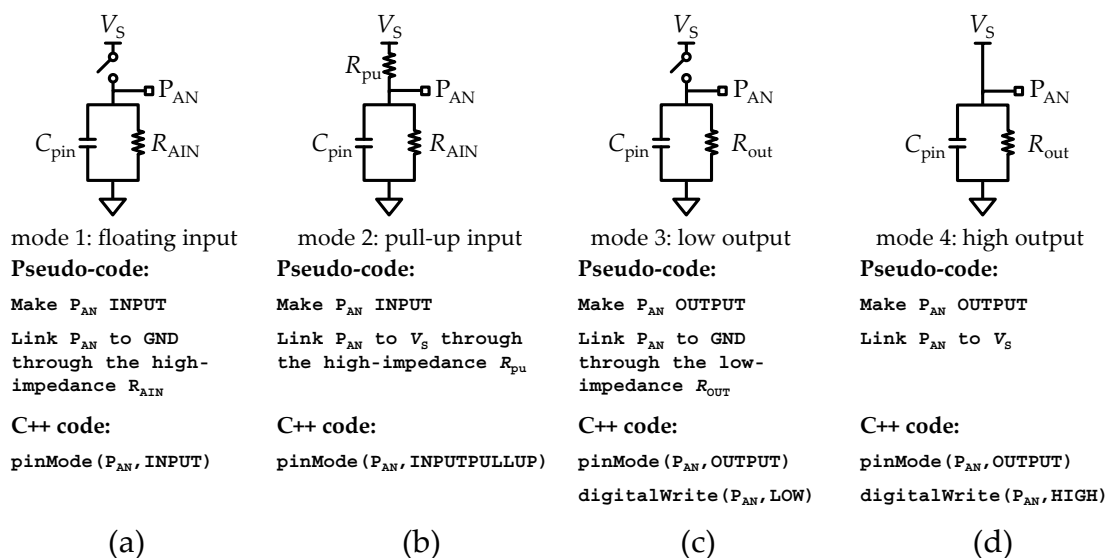 V_S
P_AN
C_pin
R_AIN
mode 1: floating input
Pseudo-code:
Make P_AN INPUT
Link P_AN to GND
through the high-
impedance R_AIN
C++ code:
pinMode(P_AN,INPUT)
(a)
V_S
R_pu
P_AN
C_pin
R_AIN
mode 2: pull-up input
Pseudo-code:
Make P_AN INPUT
Link P_AN to V_S through
the high-impedance R_pu
C++ code:
pinMode(P_AN,INPUTPULLUP)
(b)
V_S
P_AN
C_pin
R_out
mode 3: low output
Pseudo-code:
Make P_AN OUTPUT
Link P_AN to GND
through the low-
impedance R_OUT
C++ code:
pinMode(P_AN,OUTPUT)
digitalWrite(P_AN,LOW)
(c)
V_S
P_AN
C_pin
R_out
mode 4: high output
Pseudo-code:
Make P_AN OUTPUT
Link P_AN to V_S
C++ code:
pinMode(P_AN,OUTPUT)
digitalWrite(P_AN,HIGH)
(d)